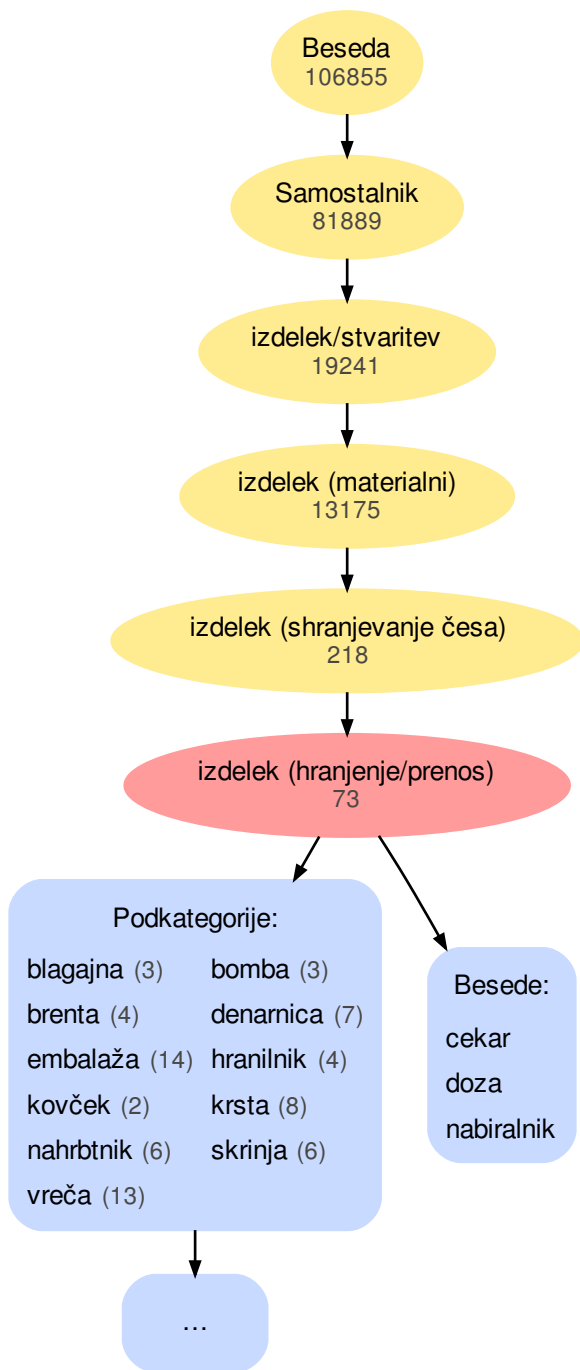 Beseda
106855
Samostalnik
81889
izdelek/stvaritev
19241
izdelek (materialni)
13175
izdelek (shranjevanje česa)
218
izdelek (hranjenje/prenos)
73
Podkategorije:
blagajna (3) bomba (3)
brenta (4) denarnica (7)
embalaža (14) hranilnik (4)
kovček (2) krsta (8)
nahrbtnik (6) skrinja (6)
vreča (13)
Besede:
cekar
doza
nabiralnik
…